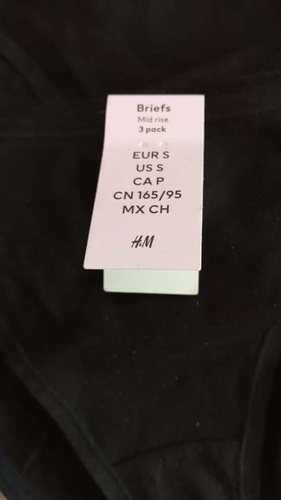 Briefs
Mid rise
3 pack
EUR S
US S
CA P
CN 165/95
MX CH
H&M